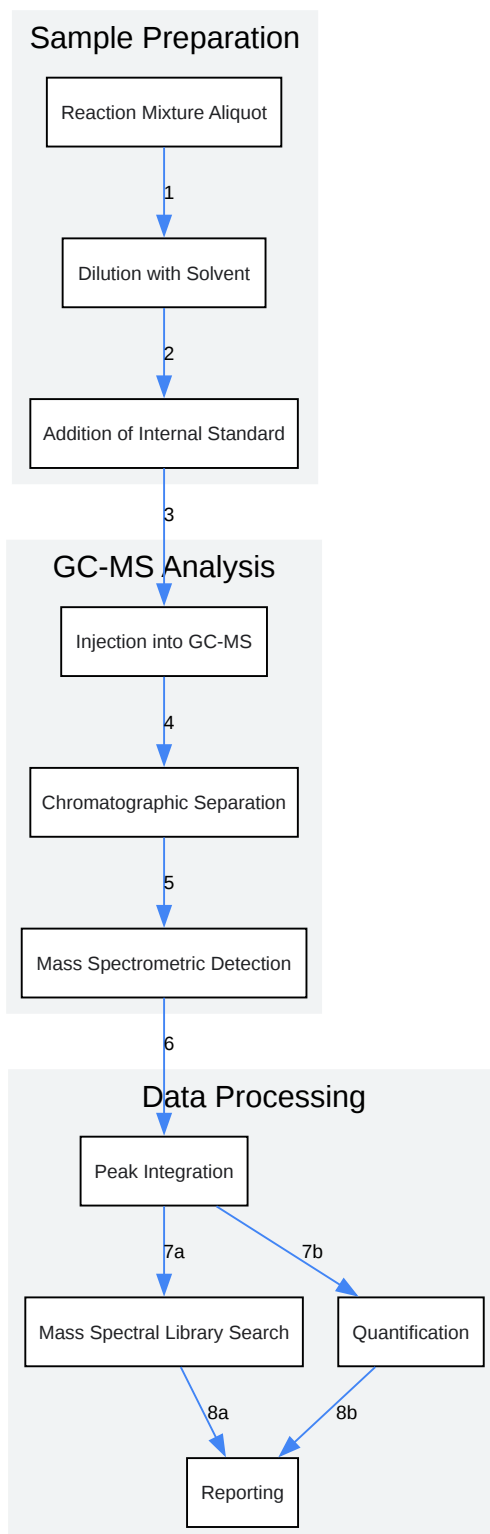 Sample Preparation
Reaction Mixture Aliquot
1
Dilution with Solvent
2
Addition of Internal Standard
3
GC-MS Analysis
Injection into GC-MS
4
Chromatographic Separation
5
Mass Spectrometric Detection
6
Data Processing
Peak Integration
7a
7b
Mass Spectral Library Search
Quantification
8a
8b
Reporting